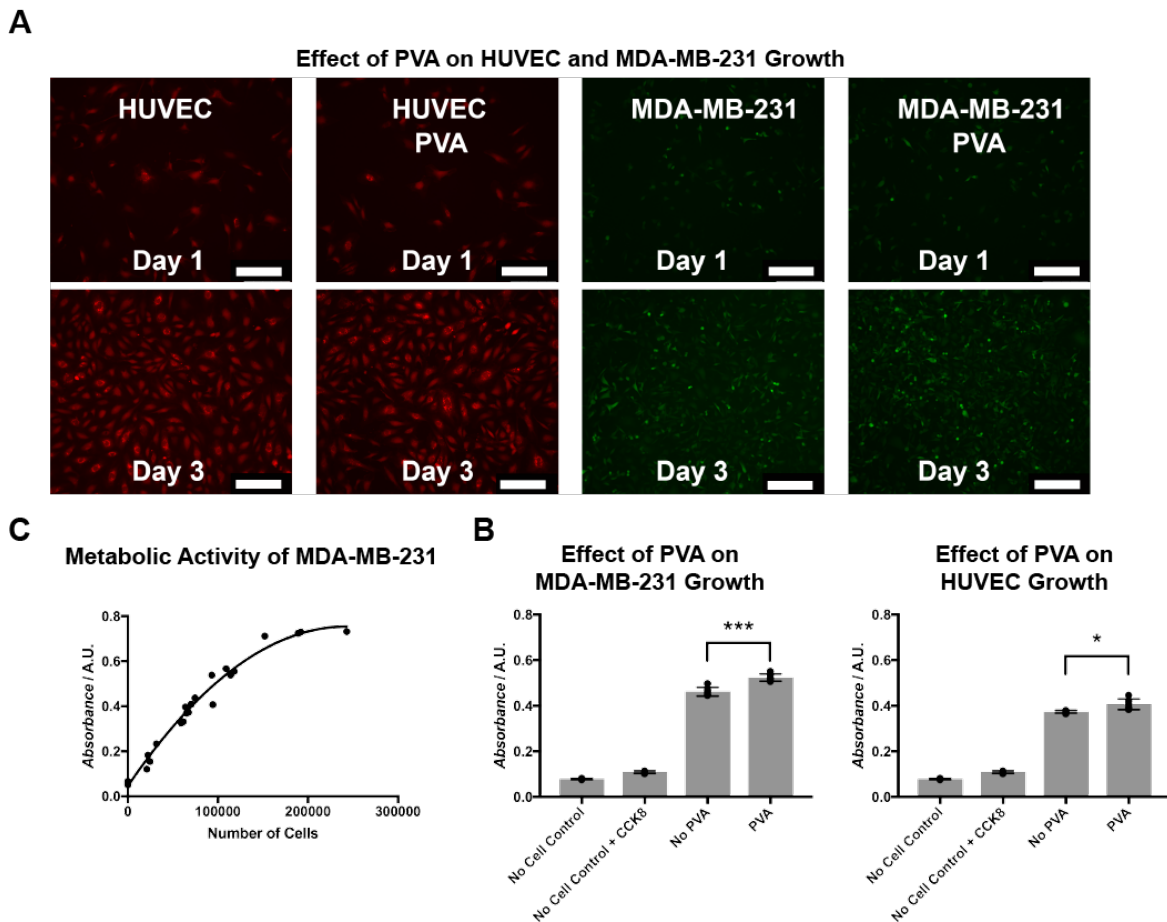 A
Effect of PVA on HUVEC and MDA-MB-231 Growth
HUVEC
Day 1
HUVEC
PVA
Day 1
MDA-MB-231
Day 1
MDA-MB-231
PVA
Day 1
Day 3
Day 3
Day 3
Day 3
C
Metabolic Activity of MDA-MB-231
Absorbance / A.U.
0.8
0.6
0.4
0.2
0.0
0
100000
200000
300000
Number of Cells
B
Effect of PVA on
MDA-MB-231 Growth
Absorbance / A.U.
0.8
0.6
0.4
0.2
0.0
***
No Cell Control
No Cell Control + CCK8
No PVA
PVA
Effect of PVA on
HUVEC Growth
Absorbance / A.U.
0.8
0.6
0.4
0.2
0.0
*
No Cell Control
No Cell Control + CCK8
No PVA
PVA